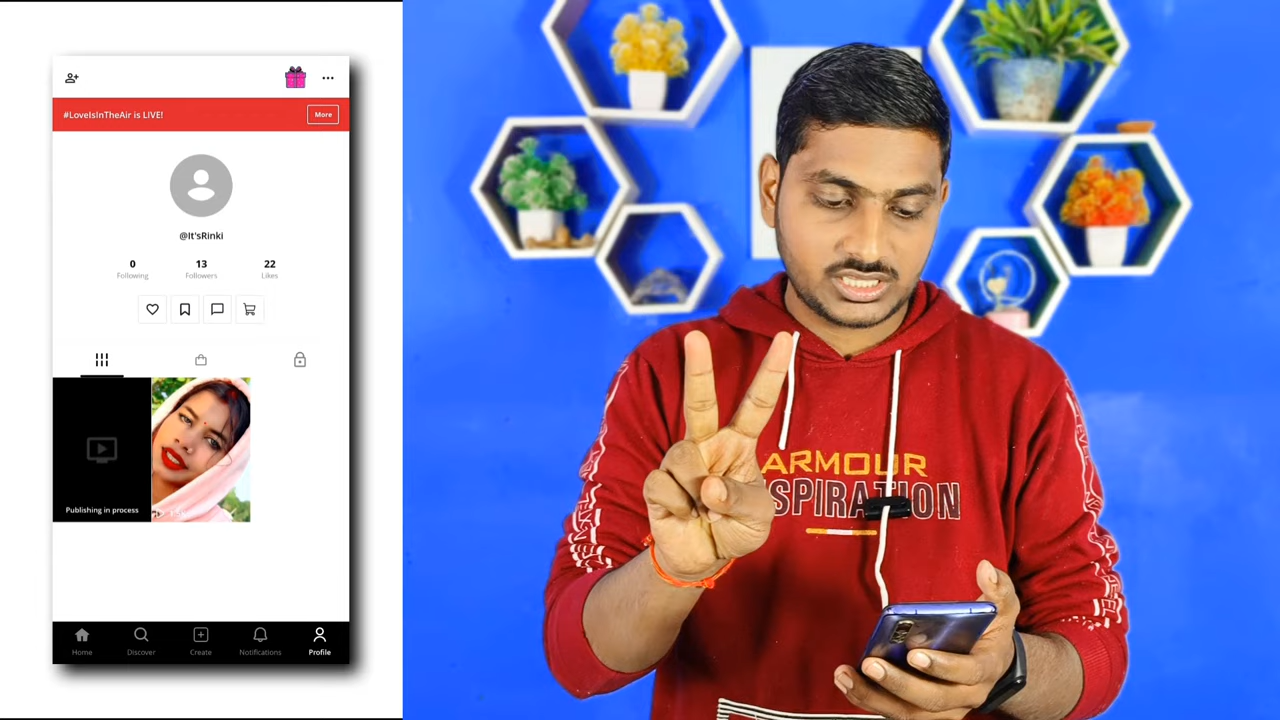 #LoveIsInTheAir is LIVE!
More
@It'sRinki
0
Following
13
Followers
22
Likes
Publishing in process
Home
Discover
Create
Notifications
Profile
ARMOUR